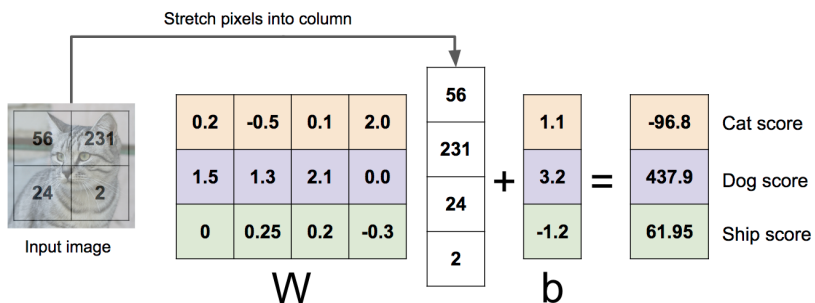 Stretch pixels into column
56 231
24 2
Input image
0.2 -0.5 0.1 2.0
1.5 1.3 2.1 0.0
0 0.25 0.2 -0.3
W
56
231
24
2
+
1.1
3.2
-1.2
b
=
-96.8 Cat score
437.9 Dog score
61.95 Ship score